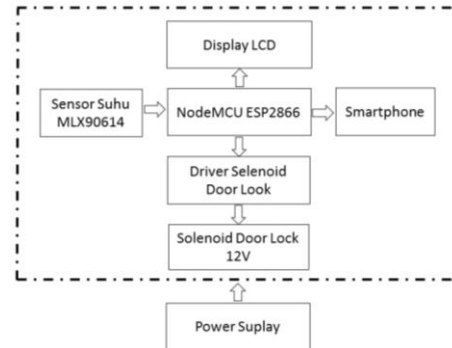 Display LCD
Sensor Suhu
MLX90614
NodeMCU ESP2866
Smartphone
Driver Selenoid
Door Look
Solenoid Door Lock
12V
Power Suplay